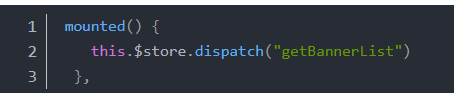 1 mounted() {
2 this.$store.dispatch("getBannerList")
3 },